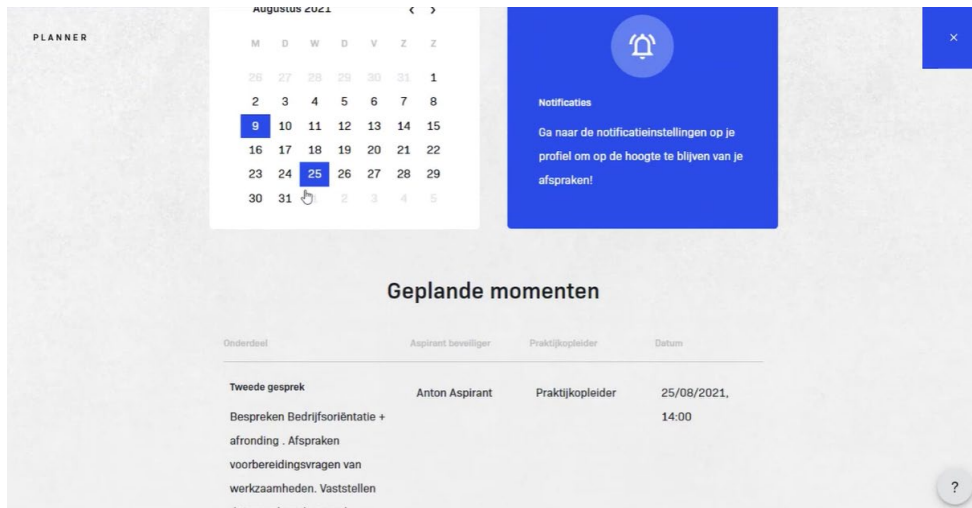 Augustus 2021 ‹ ›
PLANNER ×
M D W D V Z Z
26 27 28 29 30 31 1
2 3 4 5 6 7 8
9 10 11 12 13 14 15
16 17 18 19 20 21 22
23 24 25 26 27 28 29
30 31 2 3 4 5
Notificaties
Ga naar de notificatieinstellingen op je
profiel om op de hoogte te blijven van je
afspraken!
Geplande momenten
Onderdeel Aspirant beveiliger Praktijkopleider Datum
Tweede gesprek
Anton Aspirant Praktijkopleider 25/08/2021,
14:00
Bespreken Bedrijfsoriëntatie +
afronding . Afspraken
voorbereidingsvragen van
werkzaamheden. Vaststellen
?